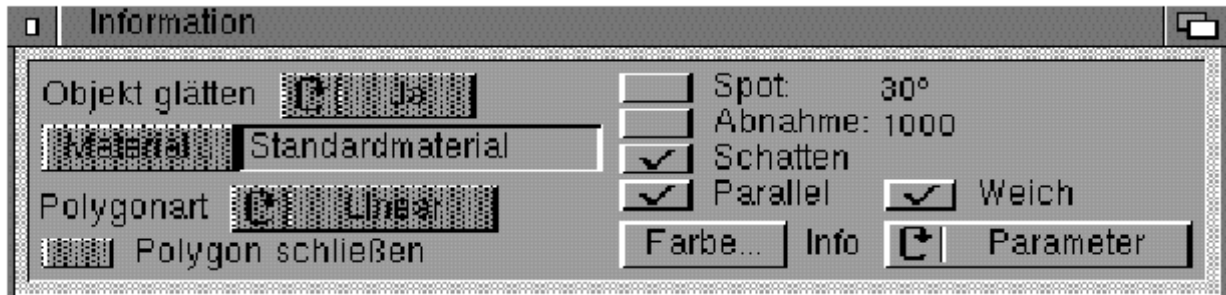 Information
Objekt glätten Ja
Material Standardmaterial
Polygonart Linear
Polygon schließen
Spot: 30°
Abnahme: 1000
Schatten
Parallel Weich
Farbe... Info Parameter